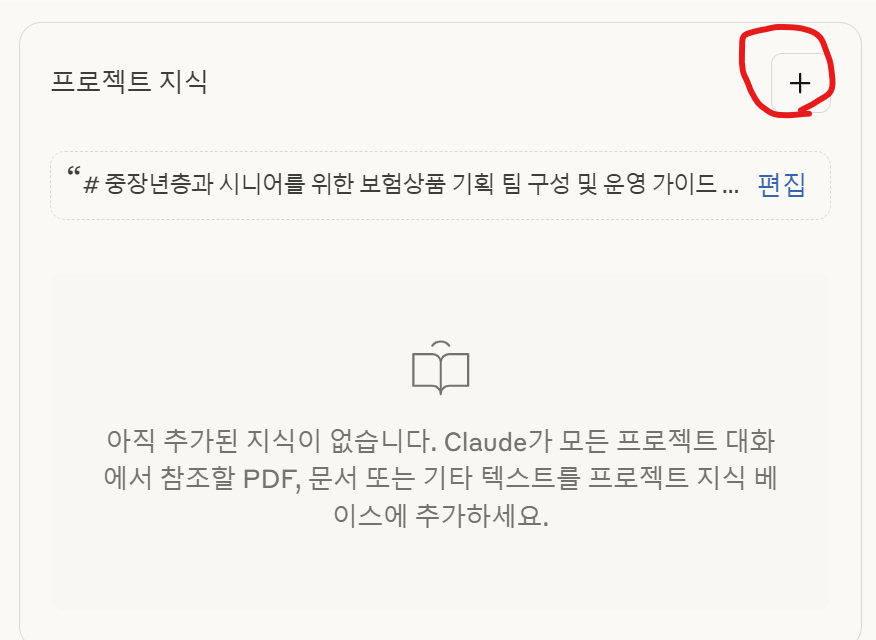 프로젝트 지식
+
“# 중장년층과 시니어를 위한 보험상품 기획 팀 구성 및 운영 가이드 ... 편집
아직 추가된 지식이 없습니다. Claude가 모든 프로젝트 대화
에서 참조할 PDF, 문서 또는 기타 텍스트를 프로젝트 지식 베
이스에 추가하세요.